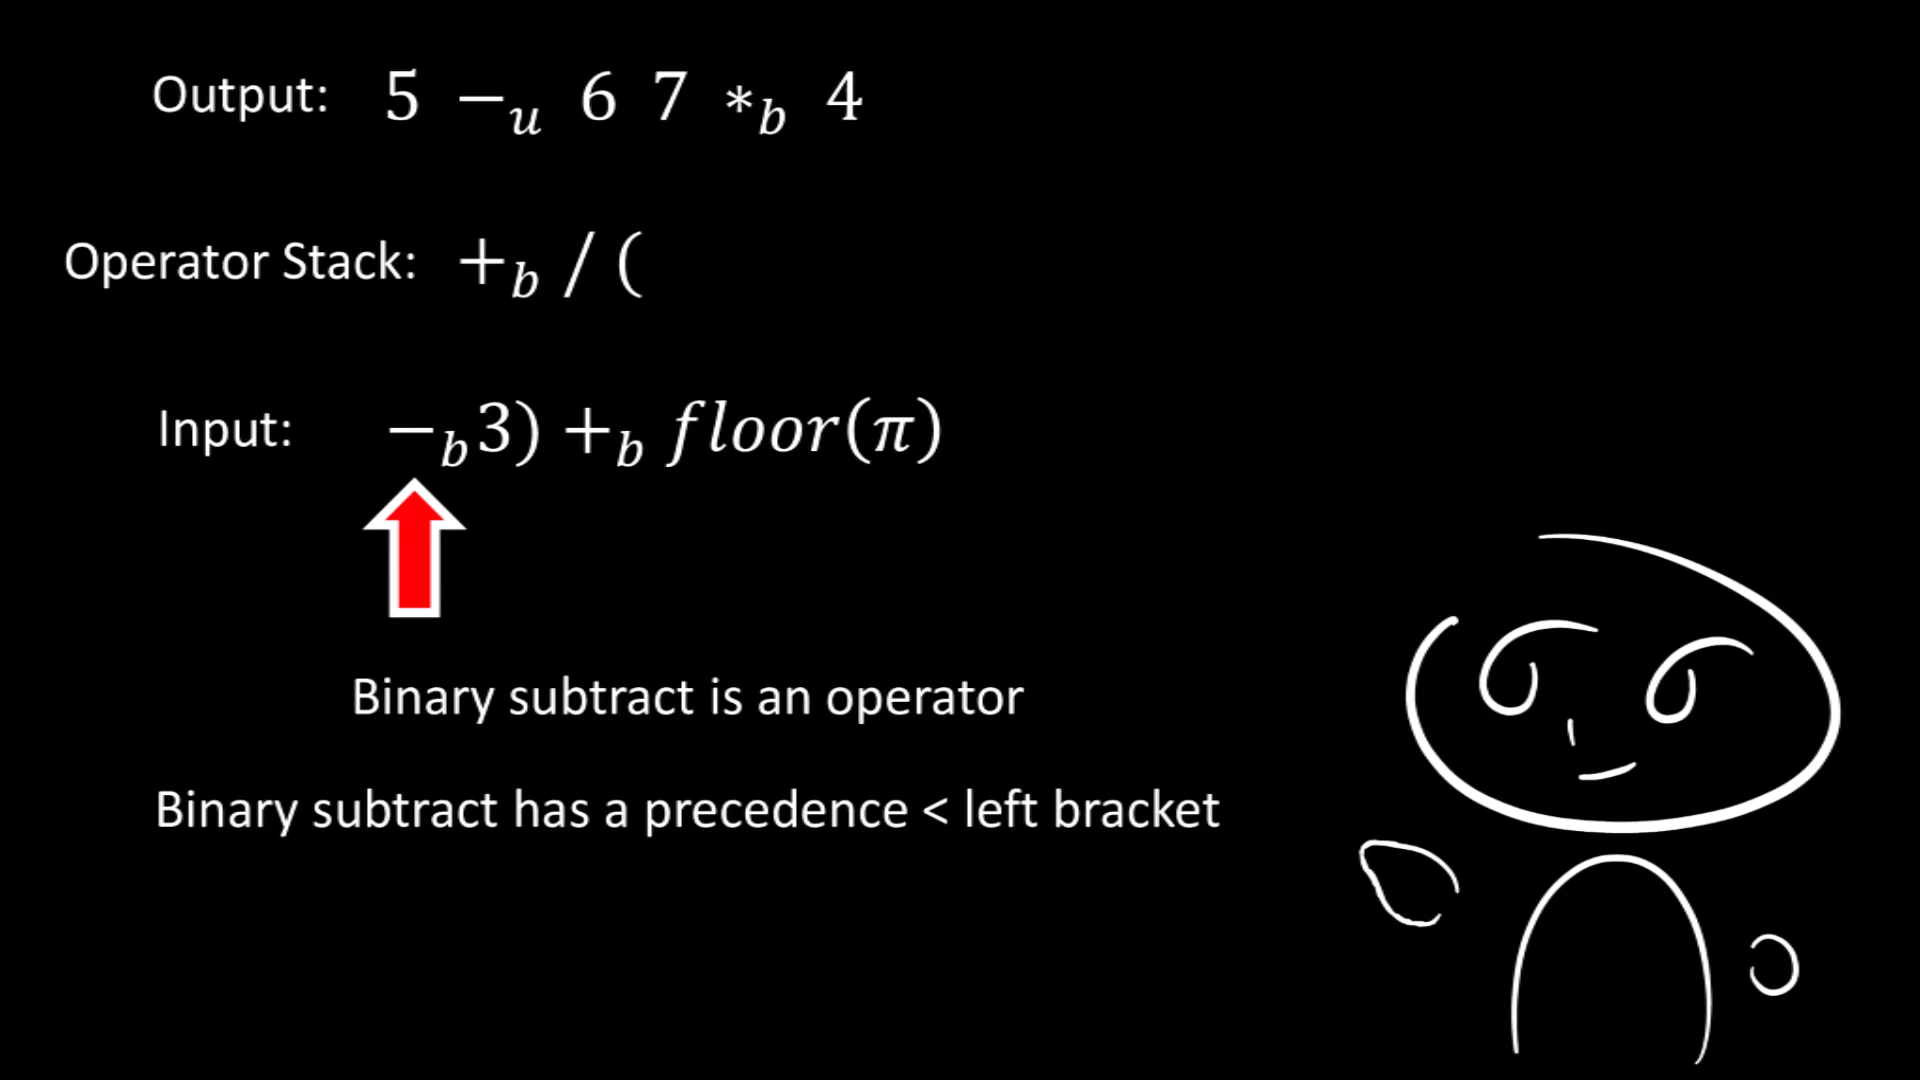 Output: 5 −u 6 7 *b 4
Operator Stack: +b / (
Input: −b3) +b floor(π)
Binary subtract is an operator
Binary subtract has a precedence < left bracket